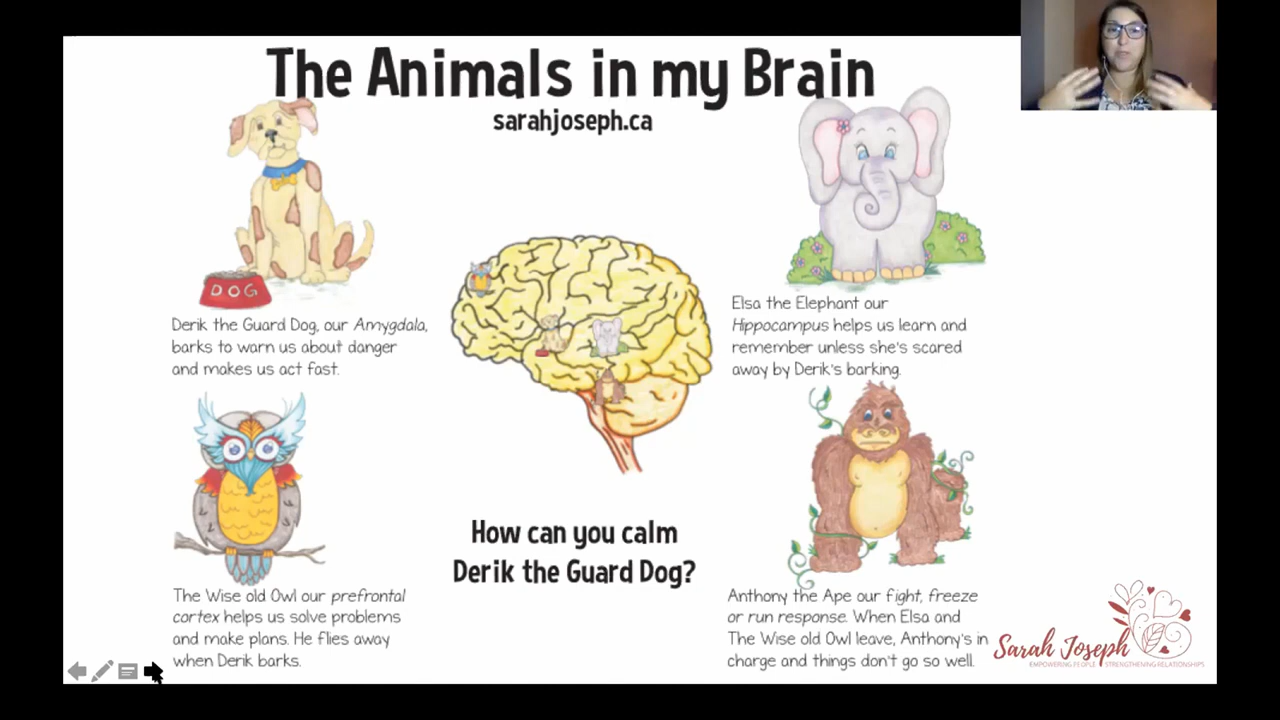 The Animals in my Brain
sarahjoseph.ca
DOG
Derik the Guard Dog, our Amygdala,
barks to warn us about danger
and makes us act fast.
Elsa the Elephant our
Hippocampus helps us learn and
remember unless she's scared
away by Derik's barking.
How can you calm
Derik the Guard Dog?
The Wise old Owl our prefrontal
cortex helps us solve problems
and make plans. He flies away
when Derik barks.
Anthony the Ape our fight, freeze
or run response. When Elsa and
The Wise old Owl leave, Anthony's in
charge and things don't go so well.
Sarah Joseph
EMPOWERING PEOPLE STRENGTHENING RELATIONSHIPS